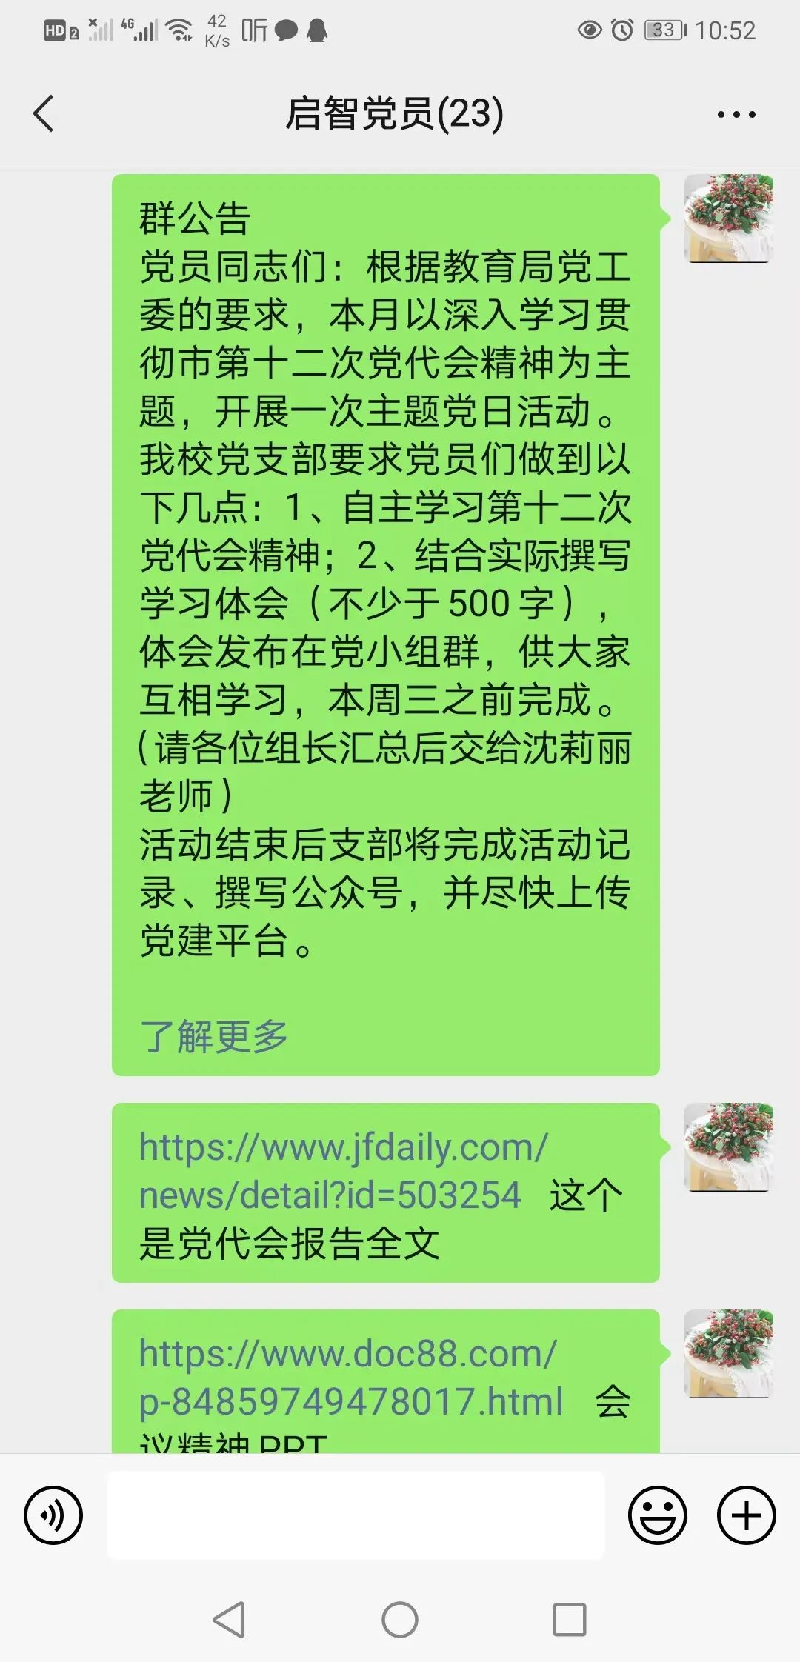 HD 2 4G 42 K/s 听 33 10:52
启智党员(23)
群公告
党员同志们：根据教育局党工
委的要求，本月以深入学习贯
彻市第十二次党代会精神为主
题，开展一次主题党日活动。
我校党支部要求党员们做到以
下几点：1、自主学习第十二次
党代会精神；2、结合实际撰写
学习体会（不少于500字），
体会发布在党小组群，供大家
互相学习，本周三之前完成。
（请各位组长汇总后交给沈莉丽
老师）
活动结束后支部将完成活动记
录、撰写公众号，并尽快上传
党建平台。
了解更多
https://www.jfdaily.com/
news/detail?id=503254 这个
是党代会报告全文
https://www.doc88.com/
p-84859749478017.html 会
议精神PPT